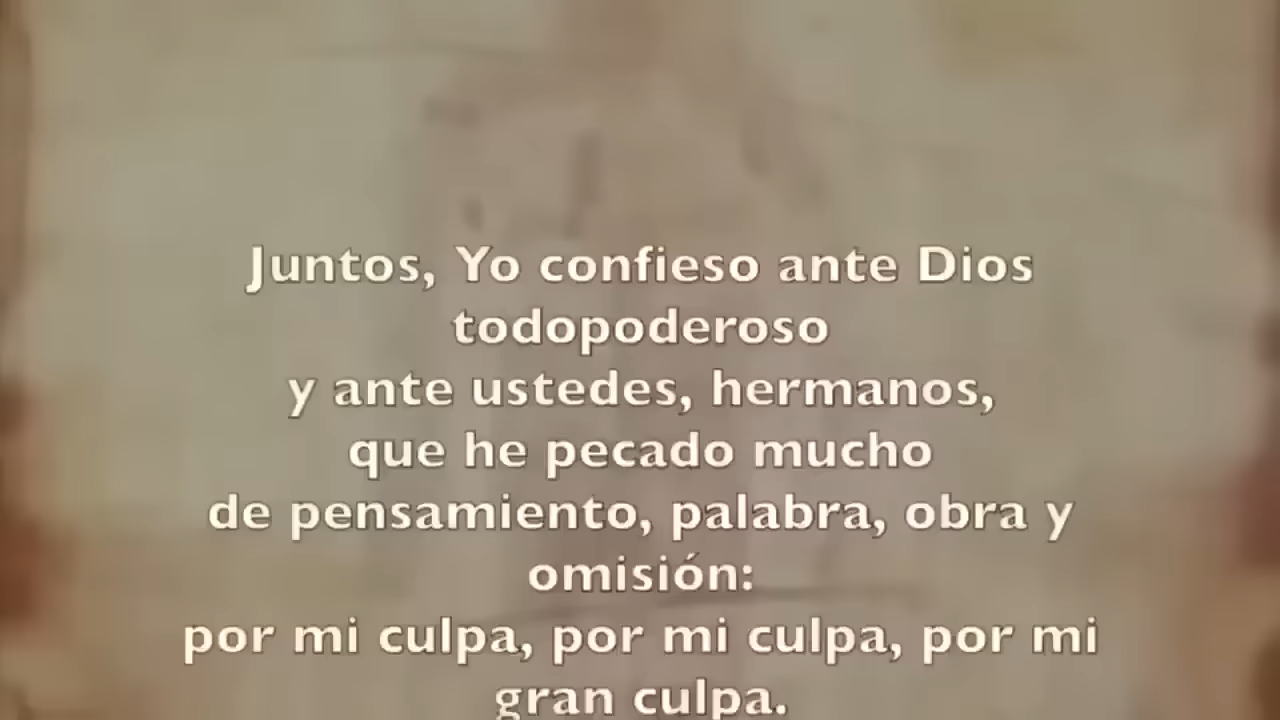 Juntos, Yo confieso ante Dios
todopoderoso
y ante ustedes, hermanos,
que he pecado mucho
de pensamiento, palabra, obra y
omisión:
por mi culpa, por mi culpa, por mi
gran culpa.